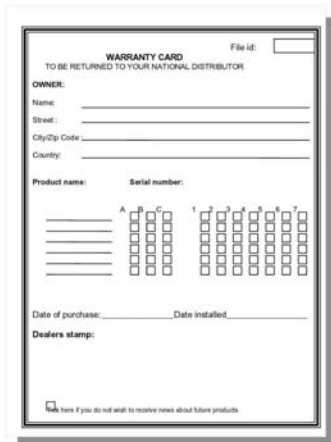 File id:
WARRANTY CARD
TO BE RETURNED TO YOUR NATIONAL DISTRIBUTOR
OWNER:
Name:
Street :
City/Zip Code :
Country:
Product name: Serial number:
A B C 1 2 3 4 5 6 7
Date of purchase: Date installed
Dealers stamp:
here if you do not wish to receive news about future products